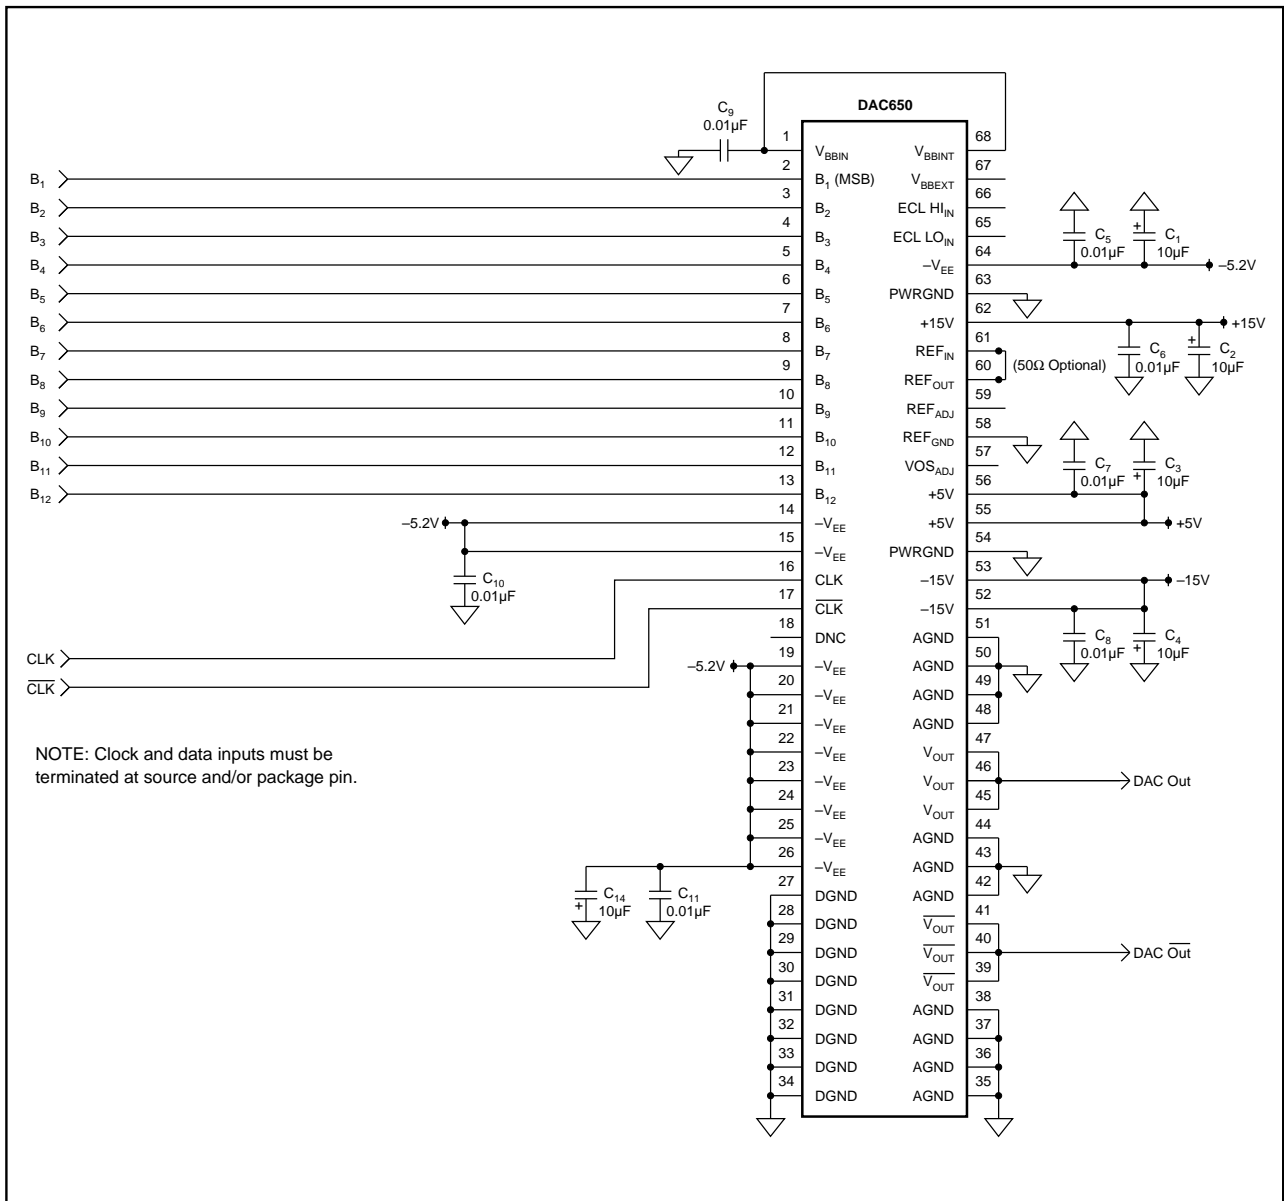 DAC650
C9
0.01µF
1 VBBIN VBBINT 68
B1 2 B1 (MSB) VBBEXT 67
B2 3 B2 ECL HIIN 66
B3 4 B3 ECL LOIN 65
B4 5 B4 –VEE 64
C5
0.01µF
C1
+
10µF
–5.2V
B5 6 B5 PWRGND 63
B6 7 B6 +15V 62
+15V
C6
0.01µF
C2
+
10µF
B7 8 B7 REFIN 61
(50Ω Optional)
B8 9 B8 REFOUT 60
B9 10 B9 REFADJ 59
B10 11 B10 REFGND 58
B11 12 B11 VOSADJ 57
C7
0.01µF
C3
+
10µF
B12 13 B12 +5V 56
–5.2V 14 –VEE +5V 55
+5V
15 –VEE PWRGND 54
C10
0.01µF
16 CLK –15V 53
–15V
17 C̅L̅K̅ –15V 52
C8
0.01µF
C4
+
10µF
18 DNC AGND 51
CLK
–5.2V 19 –VEE AGND 50
C̅L̅K̅
20 –VEE AGND 49
21 –VEE AGND 48
NOTE: Clock and data inputs must be
terminated at source and/or package pin.
22 –VEE VOUT 47
23 –VEE VOUT 46
DAC Out
24 –VEE VOUT 45
25 –VEE AGND 44
26 –VEE AGND 43
C14
+
10µF
C11
0.01µF
27 DGND AGND 42
28 DGND V̅O̅U̅T̅ 41
29 DGND V̅O̅U̅T̅ 40
DAC O̅u̅t̅
30 DGND V̅O̅U̅T̅ 39
31 DGND AGND 38
32 DGND AGND 37
33 DGND AGND 36
34 DGND AGND 35